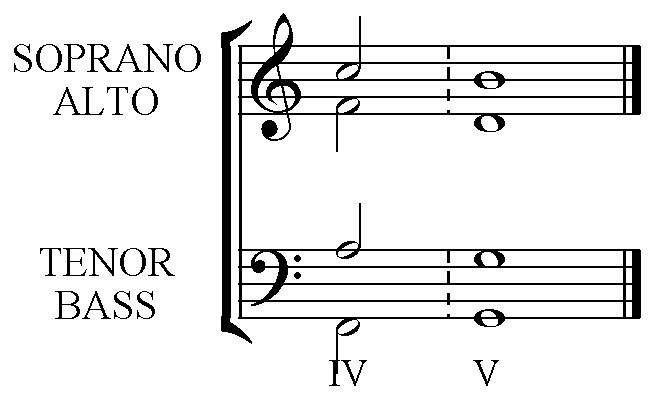 SOPRANO
ALTO
TENOR
BASS
IV V